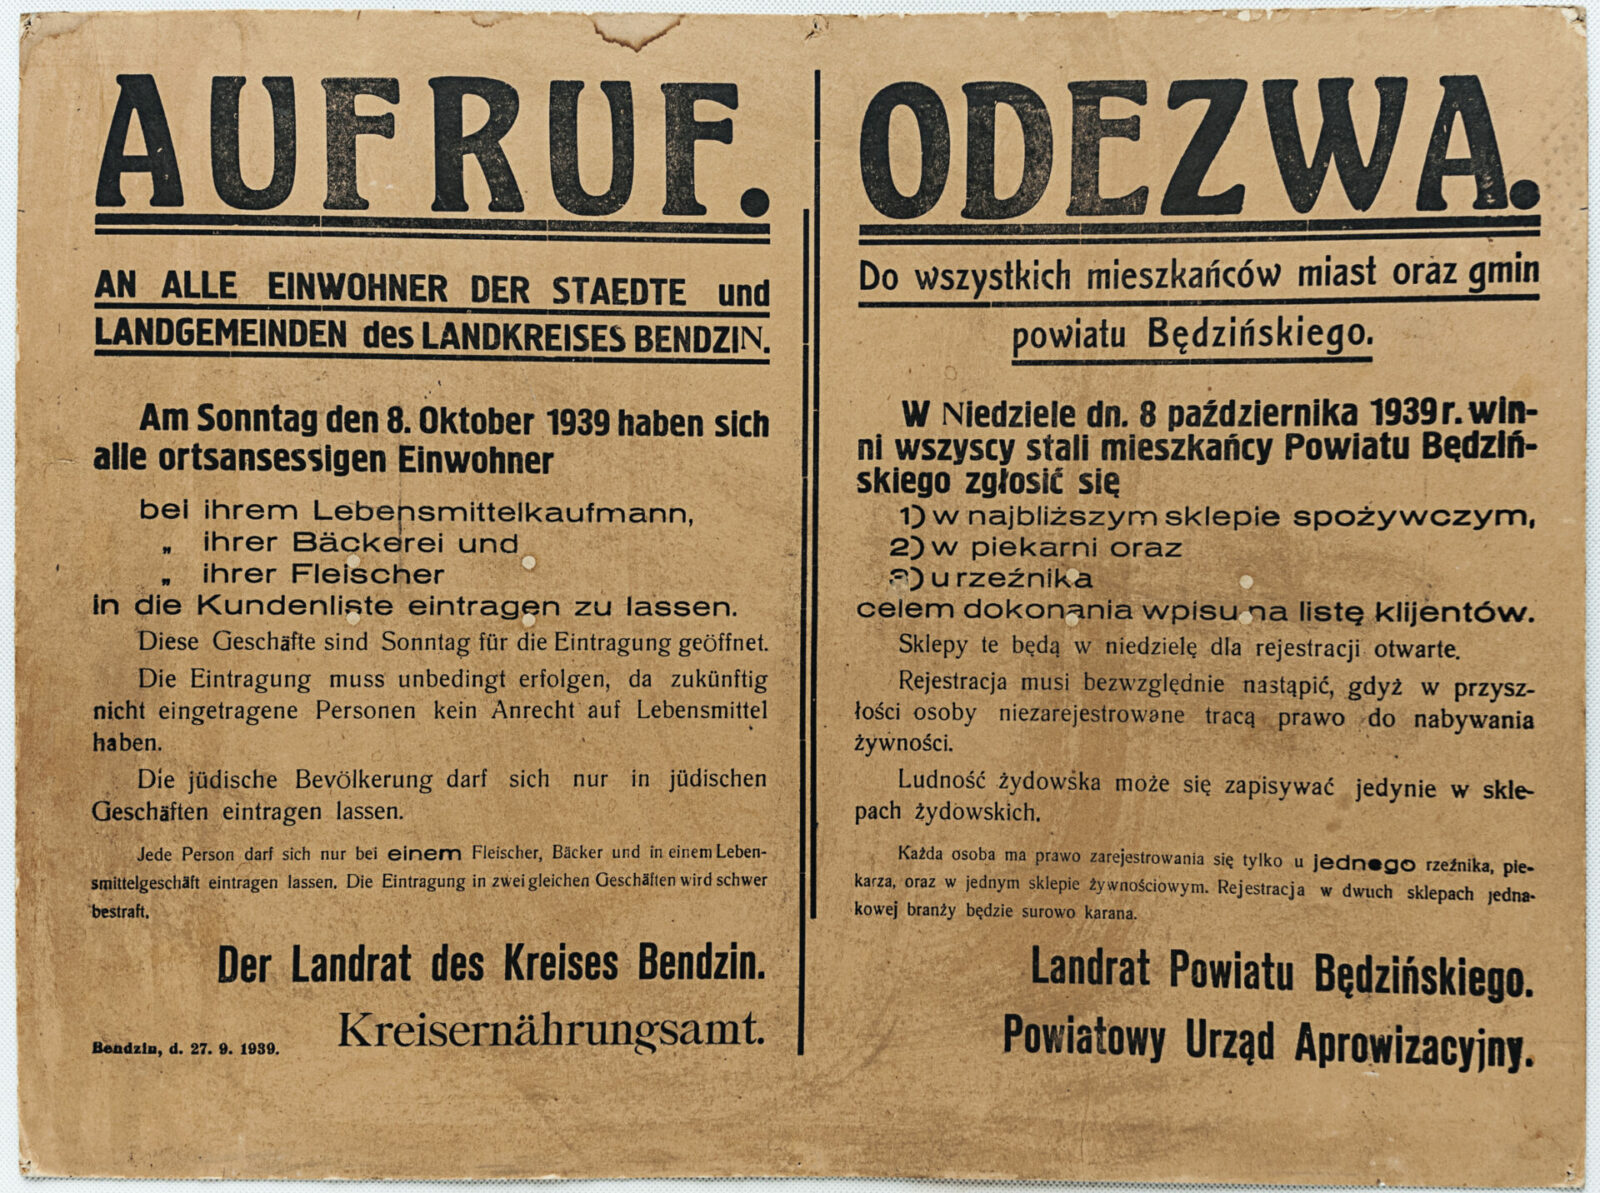 AUFRUF.
AN ALLE EINWOHNER DER STAEDTE und
LANDGEMEINDEN des LANDKREISES BENDZIN.
Am Sonntag den 8. Oktober 1939 haben sich
alle ortsansessigen Einwohner
bei ihrem Lebensmittelkaufmann,
„ ihrer Bäckerei und
„ ihrer Fleischer
in die Kundenliste eintragen zu lassen.
Diese Geschäfte sind Sonntag für die Eintragung geöffnet.
Die Eintragung muss unbedingt erfolgen, da zukünftig
nicht eingetragene Personen kein Anrecht auf Lebensmittel
haben.
Die jüdische Bevölkerung darf sich nur in jüdischen
Geschäften eintragen lassen.
Jede Person darf sich nur bei einem Fleischer, Bäcker und in einem Leben-
smittelgeschäft eintragen lassen. Die Eintragung in zwei gleichen Geschäften wird schwer
bestraft.
Der Landrat des Kreises Bendzin.
Kreisernährungsamt.
Bendzin, d. 27. 9. 1939.
ODEZWA.
Do wszystkich mieszkańców miast oraz gmin
powiatu Będzińskiego.
W Niedziele dn. 8 października 1939 r. win-
ni wszyscy stali mieszkańcy Powiatu Będziń-
skiego zgłosić się
1) w najbliższym sklepie spożywczym,
2) w piekarni oraz
3) u rzeźnika
celem dokonania wpisu na listę klijentów.
Sklepy te będą w niedzielę dla rejestracji otwarte.
Rejestracja musi bezwzględnie nastąpić, gdyż w przysz-
łości osoby niezarejestrowane tracą prawo do nabywania
żywności.
Ludność żydowska może się zapisywać jedynie w skle-
pach żydowskich.
Każda osoba ma prawo zarejestrowania się tylko u jednego rzeźnika, pie-
karza, oraz w jednym sklepie żywnościowym. Rejestracja w dwuch sklepach jedna-
kowej branży będzie surowo karana.
Landrat Powiatu Będzińskiego.
Powiatowy Urząd Aprowizacyjny.